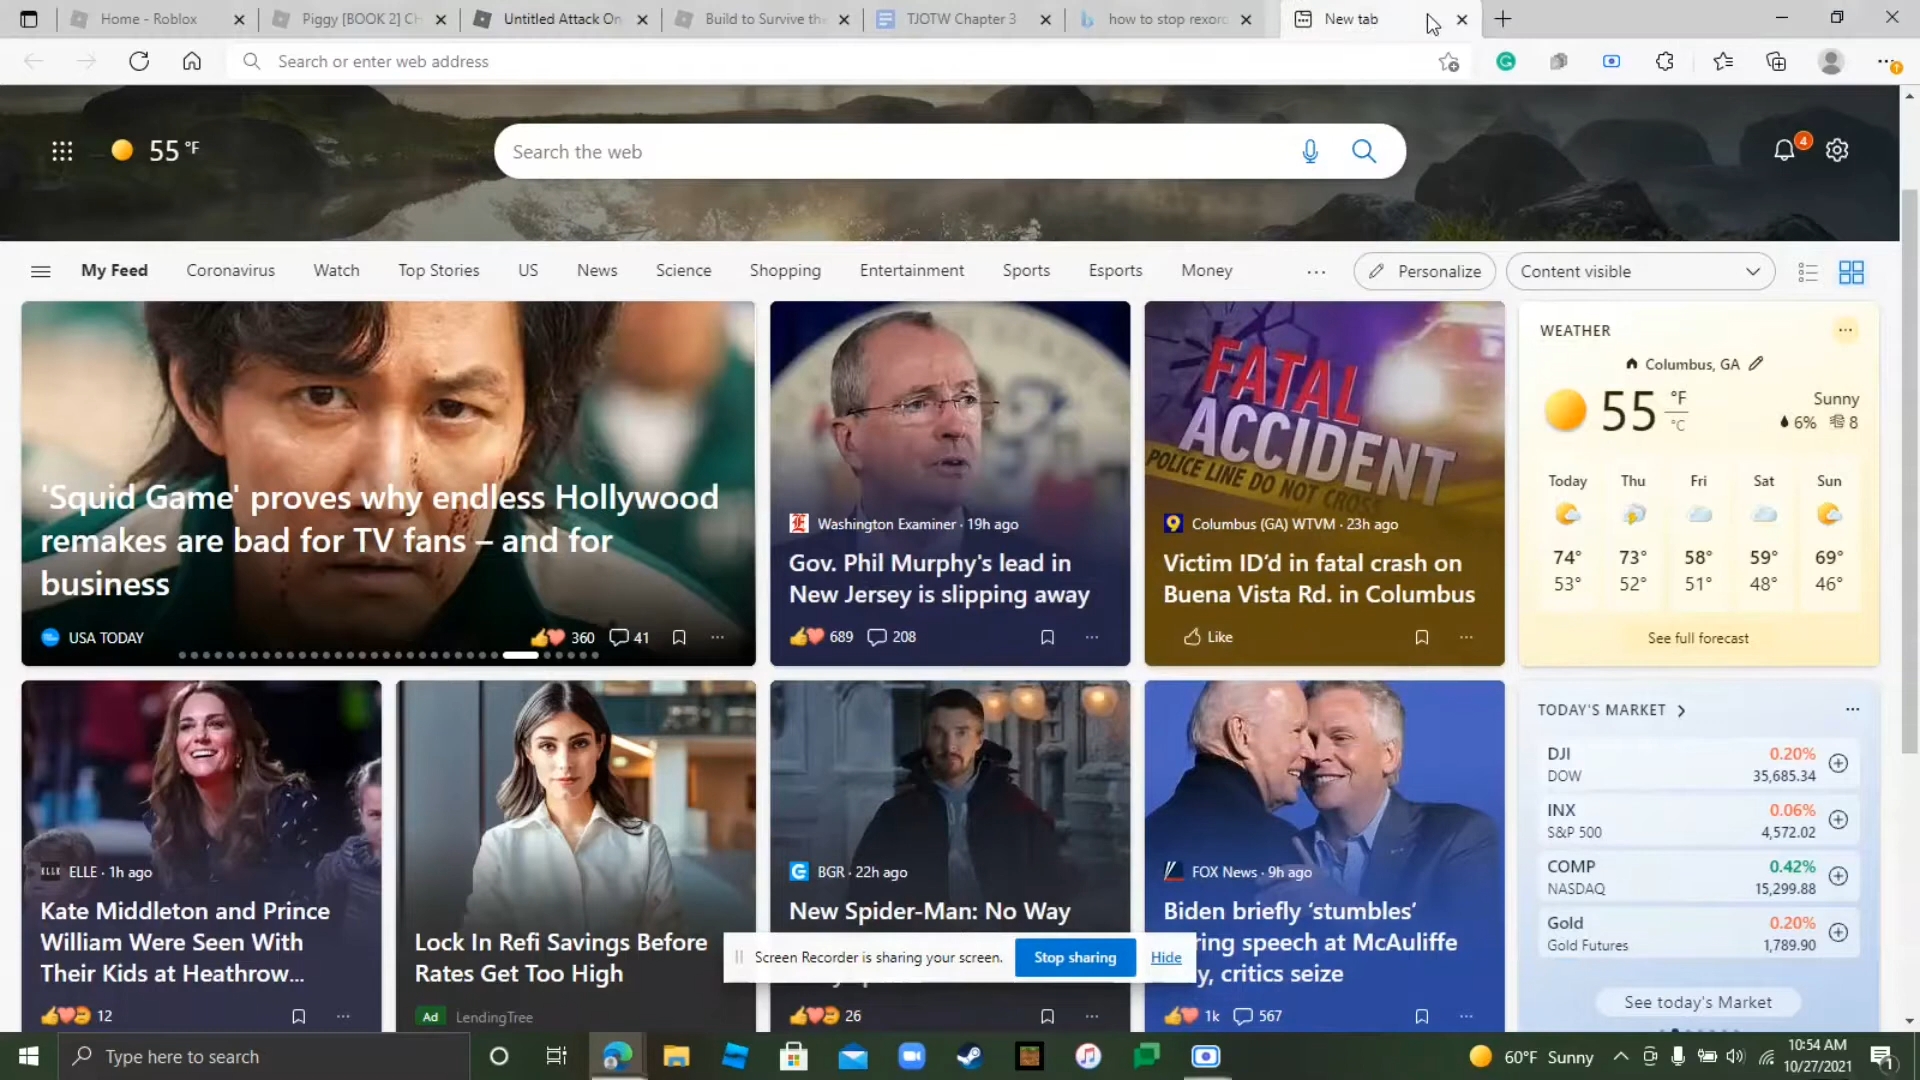 Home - Roblox
Piggy [BOOK 2] Ch
Untitled Attack On
Build to Survive the
TJOTW Chapter 3
how to stop rexord
New tab
Search or enter web address
55 °F
Search the web
4
My Feed
Coronavirus
Watch
Top Stories
US
News
Science
Shopping
Entertainment
Sports
Esports
Money
Personalize
Content visible
'Squid Game' proves why endless Hollywood
remakes are bad for TV fans – and for
business
USA TODAY
360
41
Washington Examiner · 19h ago
Gov. Phil Murphy's lead in
New Jersey is slipping away
689
208
FATAL
ACCIDENT
POLICE LINE DO NOT CROSS
9
Columbus (GA) WTVM · 23h ago
Victim ID'd in fatal crash on
Buena Vista Rd. in Columbus
Like
WEATHER
Columbus, GA
55 °F
°C
Sunny
6% 8
Today Thu Fri Sat Sun
74° 73° 58° 59° 69°
53° 52° 51° 48° 46°
See full forecast
ELLE
ELLE · 1h ago
Kate Middleton and Prince
William Were Seen With
Their Kids at Heathrow...
12
Lock In Refi Savings Before
Rates Get Too High
Ad LendingTree
BGR · 22h ago
New Spider-Man: No Way
26
FOX News · 9h ago
Biden briefly ‘stumbles’
ring speech at McAuliffe
y, critics seize
1k
567
TODAY'S MARKET
DJI 0.20%
DOW 35,685.34
INX 0.06%
S&P 500 4,572.02
COMP 0.42%
NASDAQ 15,299.88
Gold 0.20%
Gold Futures 1,789.90
See today's Market
Screen Recorder is sharing your screen.
Stop sharing
Hide
Type here to search
60°F Sunny
10:54 AM
10/27/2021
1